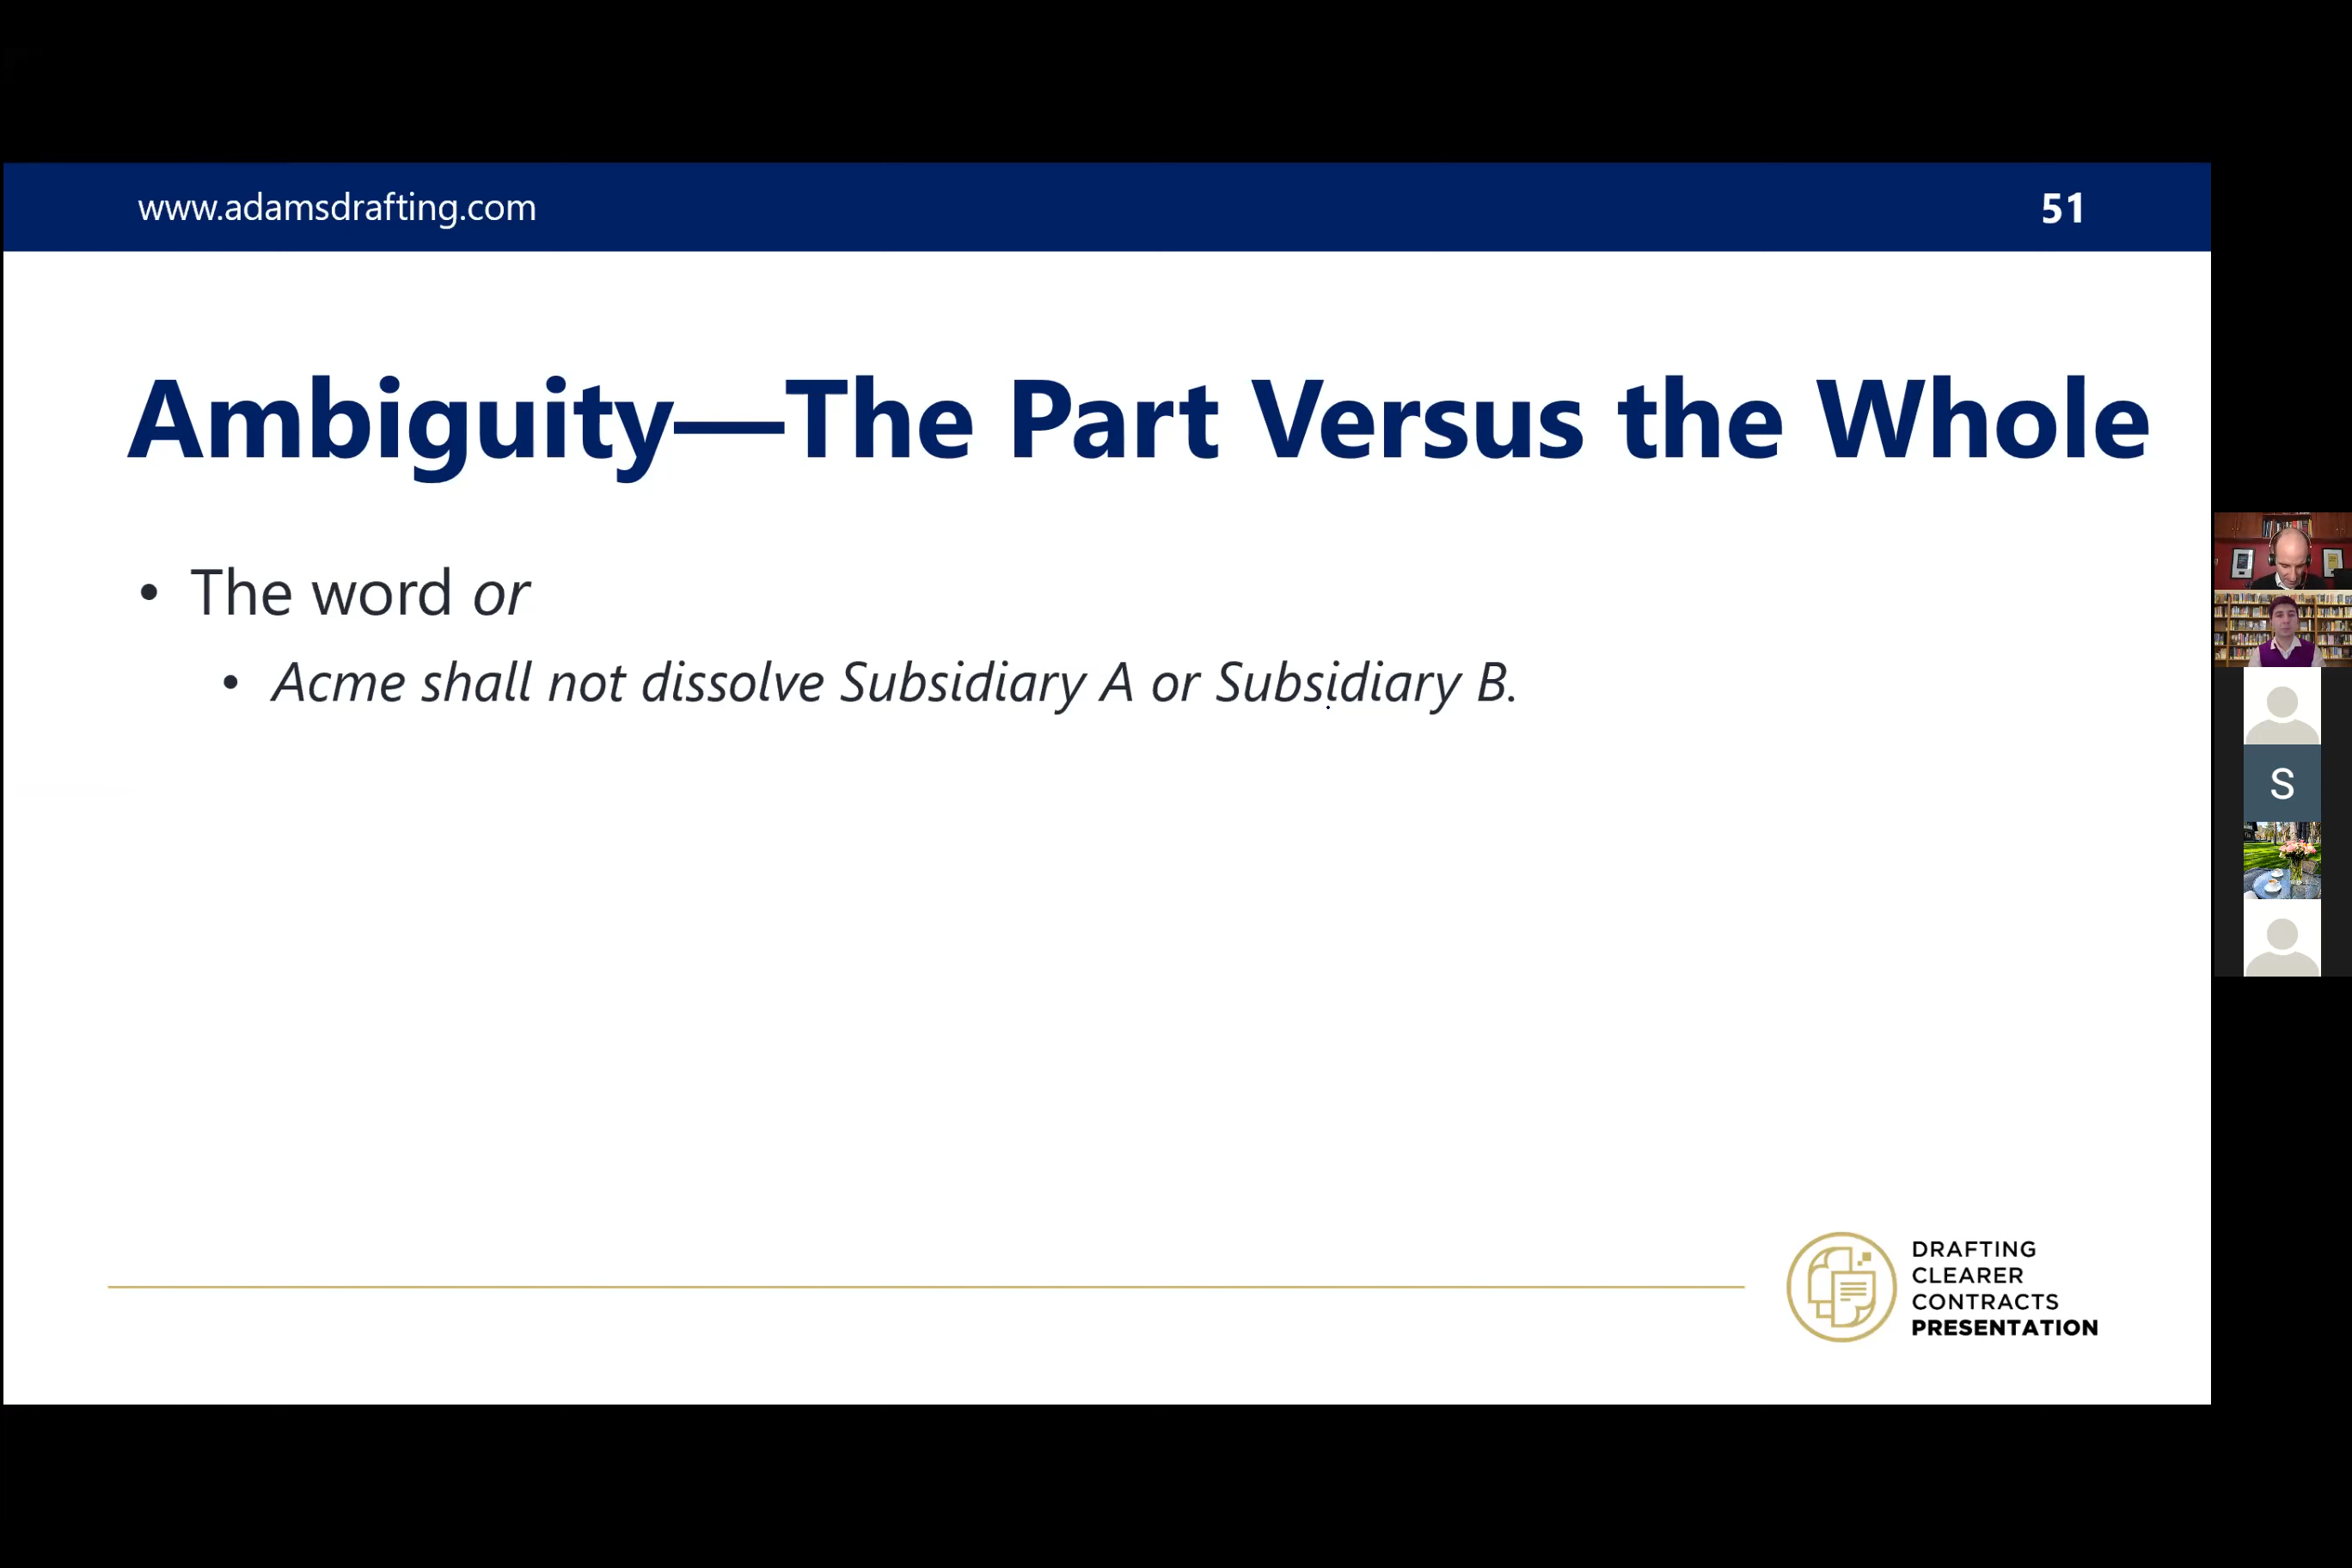 www.adamsdrafting.com
51
Ambiguity—The Part Versus the Whole
• The word or
• Acme shall not dissolve Subsidiary A or Subsidiary B.
S
DRAFTING
CLEARER
CONTRACTS
PRESENTATION